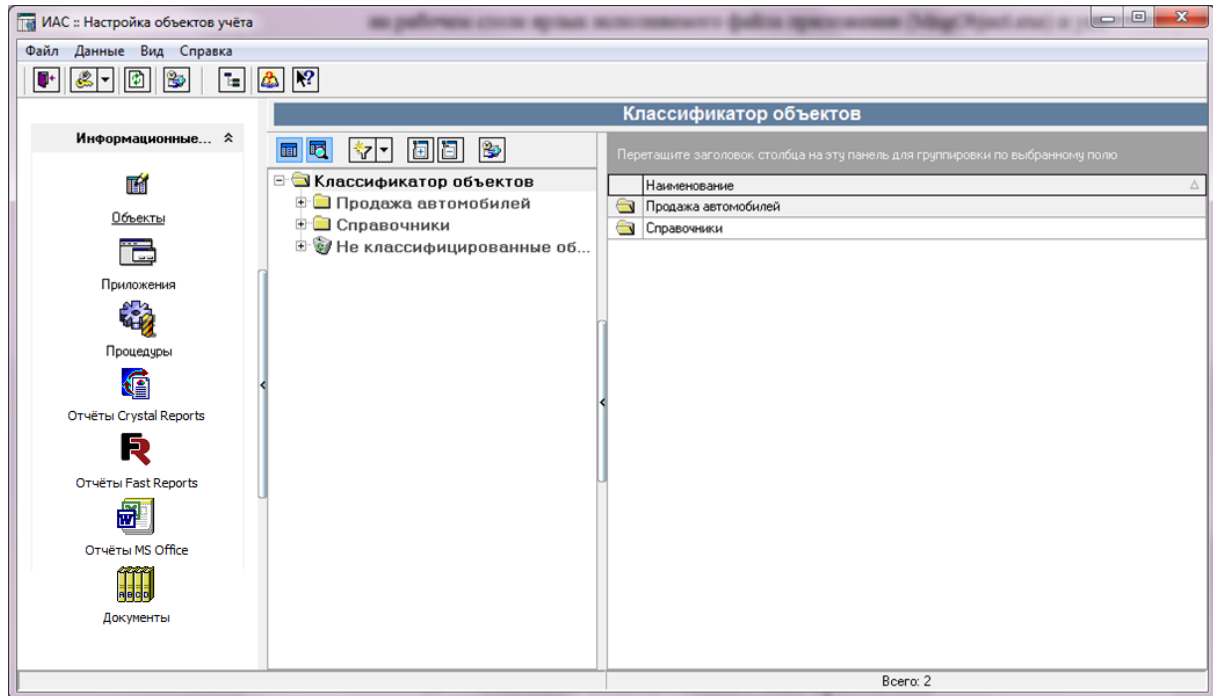 ИАС :: Настройка объектов учёта
Файл Данные Вид Справка
Информационные...
Объекты
Приложения
Процедуры
Отчёты Crystal Reports
Отчёты Fast Reports
Отчёты MS Office
Документы
Классификатор объектов
Классификатор объектов
Продажа автомобилей
Справочники
Не классифицированные об...
Перетащите заголовок столбца на эту панель для группировки по выбранному полю
Наименование
Продажа автомобилей
Справочники
Всего: 2